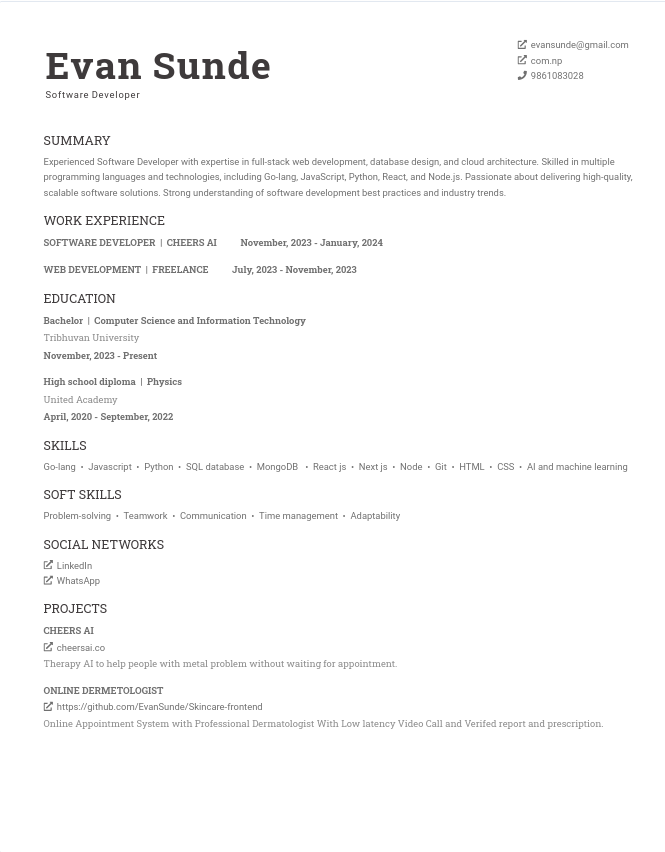 Evan Sunde
Software Developer
evansunde@gmail.com
com.np
9861083028
SUMMARY
Experienced Software Developer with expertise in full-stack web development, database design, and cloud architecture. Skilled in multiple
programming languages and technologies, including Go-lang, JavaScript, Python, React, and Node.js. Passionate about delivering high-quality,
scalable software solutions. Strong understanding of software development best practices and industry trends.
WORK EXPERIENCE
SOFTWARE DEVELOPER | CHEERS AI November, 2023 - January, 2024
WEB DEVELOPMENT | FREELANCE July, 2023 - November, 2023
EDUCATION
Bachelor | Computer Science and Information Technology
Tribhuvan University
November, 2023 - Present
High school diploma | Physics
United Academy
April, 2020 - September, 2022
SKILLS
Go-lang • Javascript • Python • SQL database • MongoDB • React js • Next js • Node • Git • HTML • CSS • AI and machine learning
SOFT SKILLS
Problem-solving • Teamwork • Communication • Time management • Adaptability
SOCIAL NETWORKS
LinkedIn
WhatsApp
PROJECTS
CHEERS AI
cheersai.co
Therapy AI to help people with metal problem without waiting for appointment.
ONLINE DERMETOLOGIST
https://github.com/EvanSunde/Skincare-frontend
Online Appointment System with Professional Dermatologist With Low latency Video Call and Verifed report and prescription.